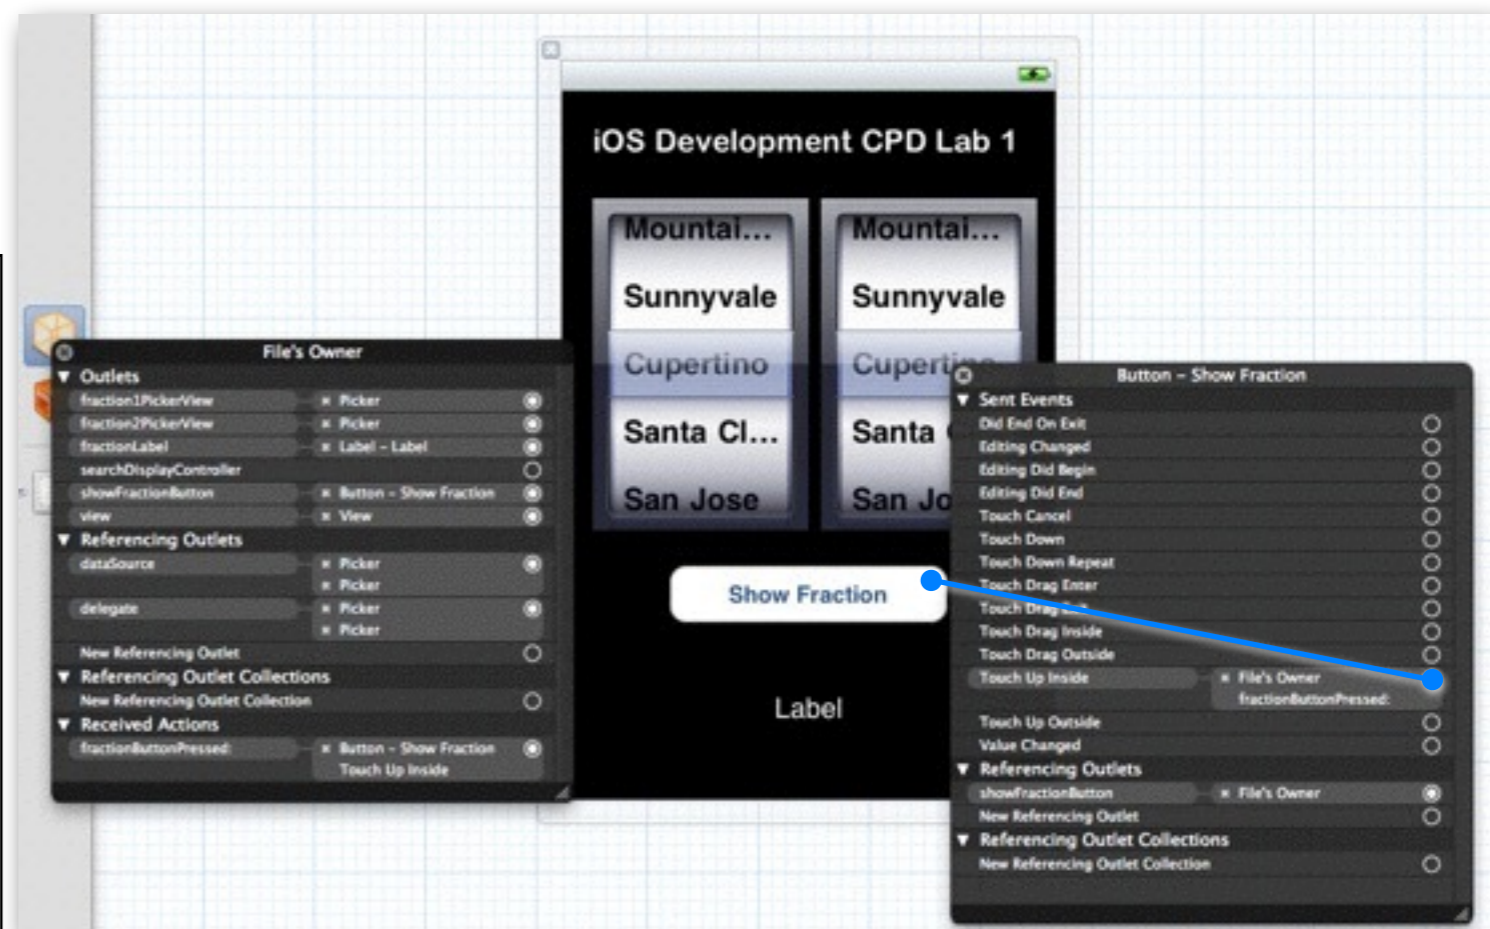 iOS Development CPD Lab 1
Mountai...
Sunnyvale
Cupertino
Santa Cl...
San Jose
Mountai...
Sunnyvale
Cupertino
Santa
San Jo
Show Fraction
Label
File's Owner
Outlets
fraction1PickerView × Picker
fraction2PickerView × Picker
fractionLabel × Label – Label
searchDisplayController
showFractionButton × Button – Show Fraction
view × View
Referencing Outlets
dataSource × Picker
× Picker
delegate × Picker
× Picker
New Referencing Outlet
Referencing Outlet Collections
New Referencing Outlet Collection
Received Actions
fractionButtonPressed: × Button – Show Fraction
Touch Up Inside
Button – Show Fraction
Sent Events
Did End On Exit
Editing Changed
Editing Did Begin
Editing Did End
Touch Cancel
Touch Down
Touch Down Repeat
Touch Drag Enter
Touch Drag Exit
Touch Drag Inside
Touch Drag Outside
Touch Up Inside × File's Owner
fractionButtonPressed:
Touch Up Outside
Value Changed
Referencing Outlets
showFractionButton × File's Owner
New Referencing Outlet
Referencing Outlet Collections
New Referencing Outlet Collection